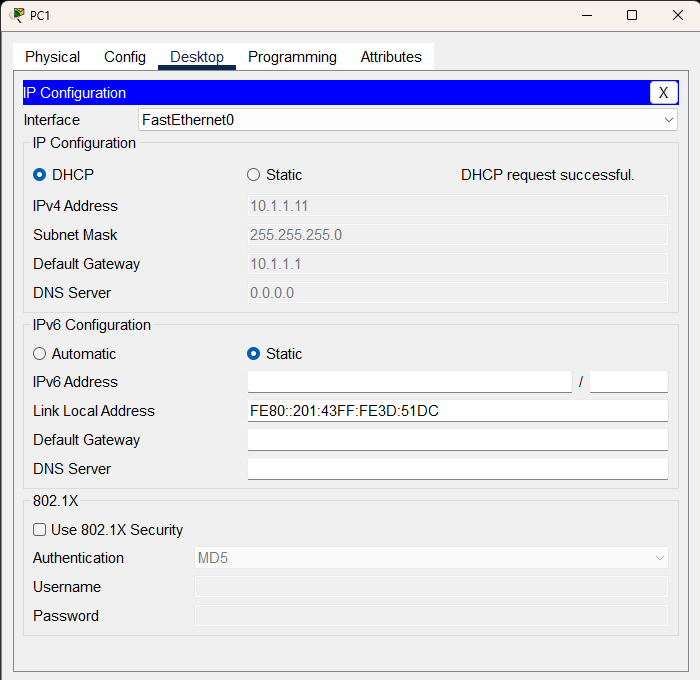 PC1
Physical Config Desktop Programming Attributes
IP Configuration X
Interface FastEthernet0
IP Configuration
DHCP Static DHCP request successful.
IPv4 Address 10.1.1.11
Subnet Mask 255.255.255.0
Default Gateway 10.1.1.1
DNS Server 0.0.0.0
IPv6 Configuration
Automatic Static
IPv6 Address /
Link Local Address FE80::201:43FF:FE3D:51DC
Default Gateway
DNS Server
802.1X
Use 802.1X Security
Authentication MD5
Username
Password